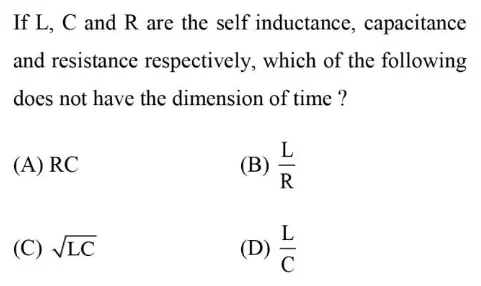 If L, C and R are the self inductance, capacitance
and resistance respectively, which of the following
does not have the dimension of time ?
(A) RC (B) L/R
(C) √LC (D) L/C